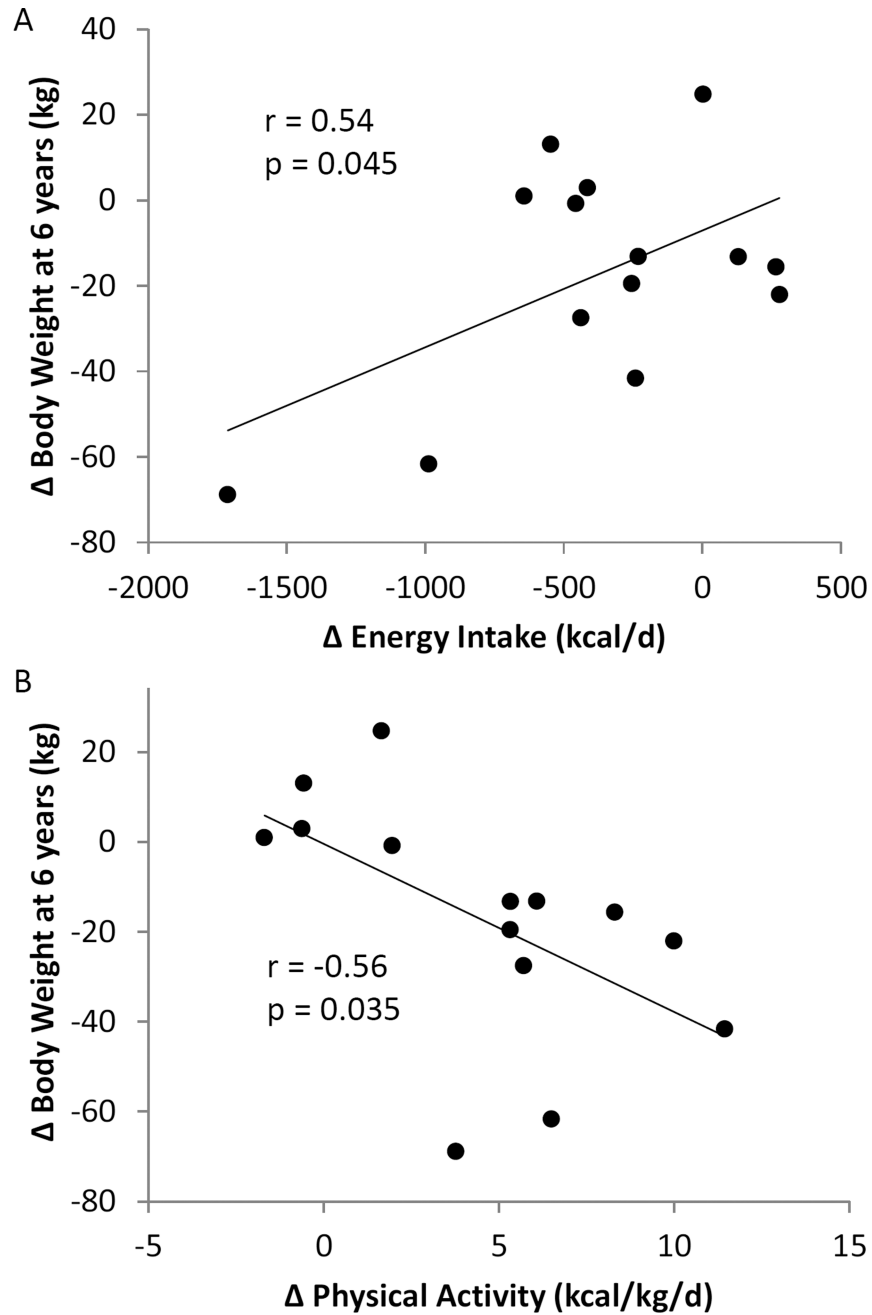 A
Δ Body Weight at 6 years (kg)
40
20
0
-20
-40
-60
-80
r = 0.54
p = 0.045
-2000 -1500 -1000 -500 0 500
Δ Energy Intake (kcal/d)
B
Δ Body Weight at 6 years (kg)
20
0
-20
-40
-60
-80
r = -0.56
p = 0.035
-5 0 5 10 15
Δ Physical Activity (kcal/kg/d)